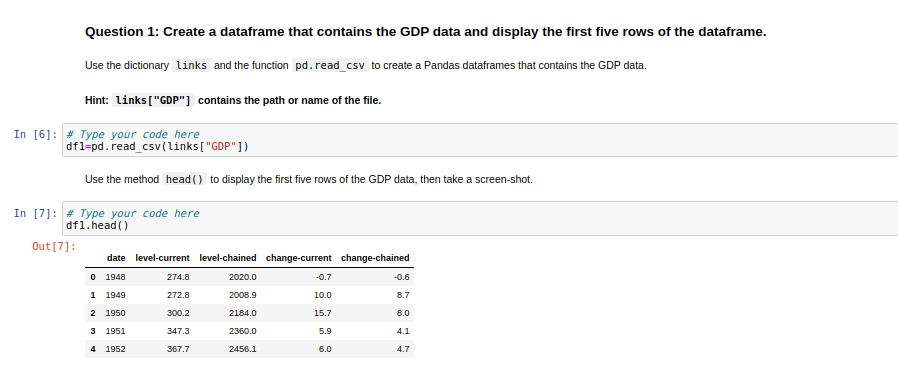 Question 1: Create a dataframe that contains the GDP data and display the first five rows of the dataframe.
Use the dictionary links and the function pd.read_csv to create a Pandas dataframes that contains the GDP data.
Hint: links["GDP"] contains the path or name of the file.
In [6]: # Type your code here
df1=pd.read_csv(links["GDP"])
Use the method head() to display the first five rows of the GDP data, then take a screen-shot.
In [7]: # Type your code here
df1.head()
Out[7]:
date level-current level-chained change-current change-chained
0 1948 274.8 2020.0 -0.7 -0.6
1 1949 272.8 2008.9 10.0 8.7
2 1950 300.2 2184.0 15.7 8.0
3 1951 347.3 2360.0 5.9 4.1
4 1952 367.7 2456.1 6.0 4.7